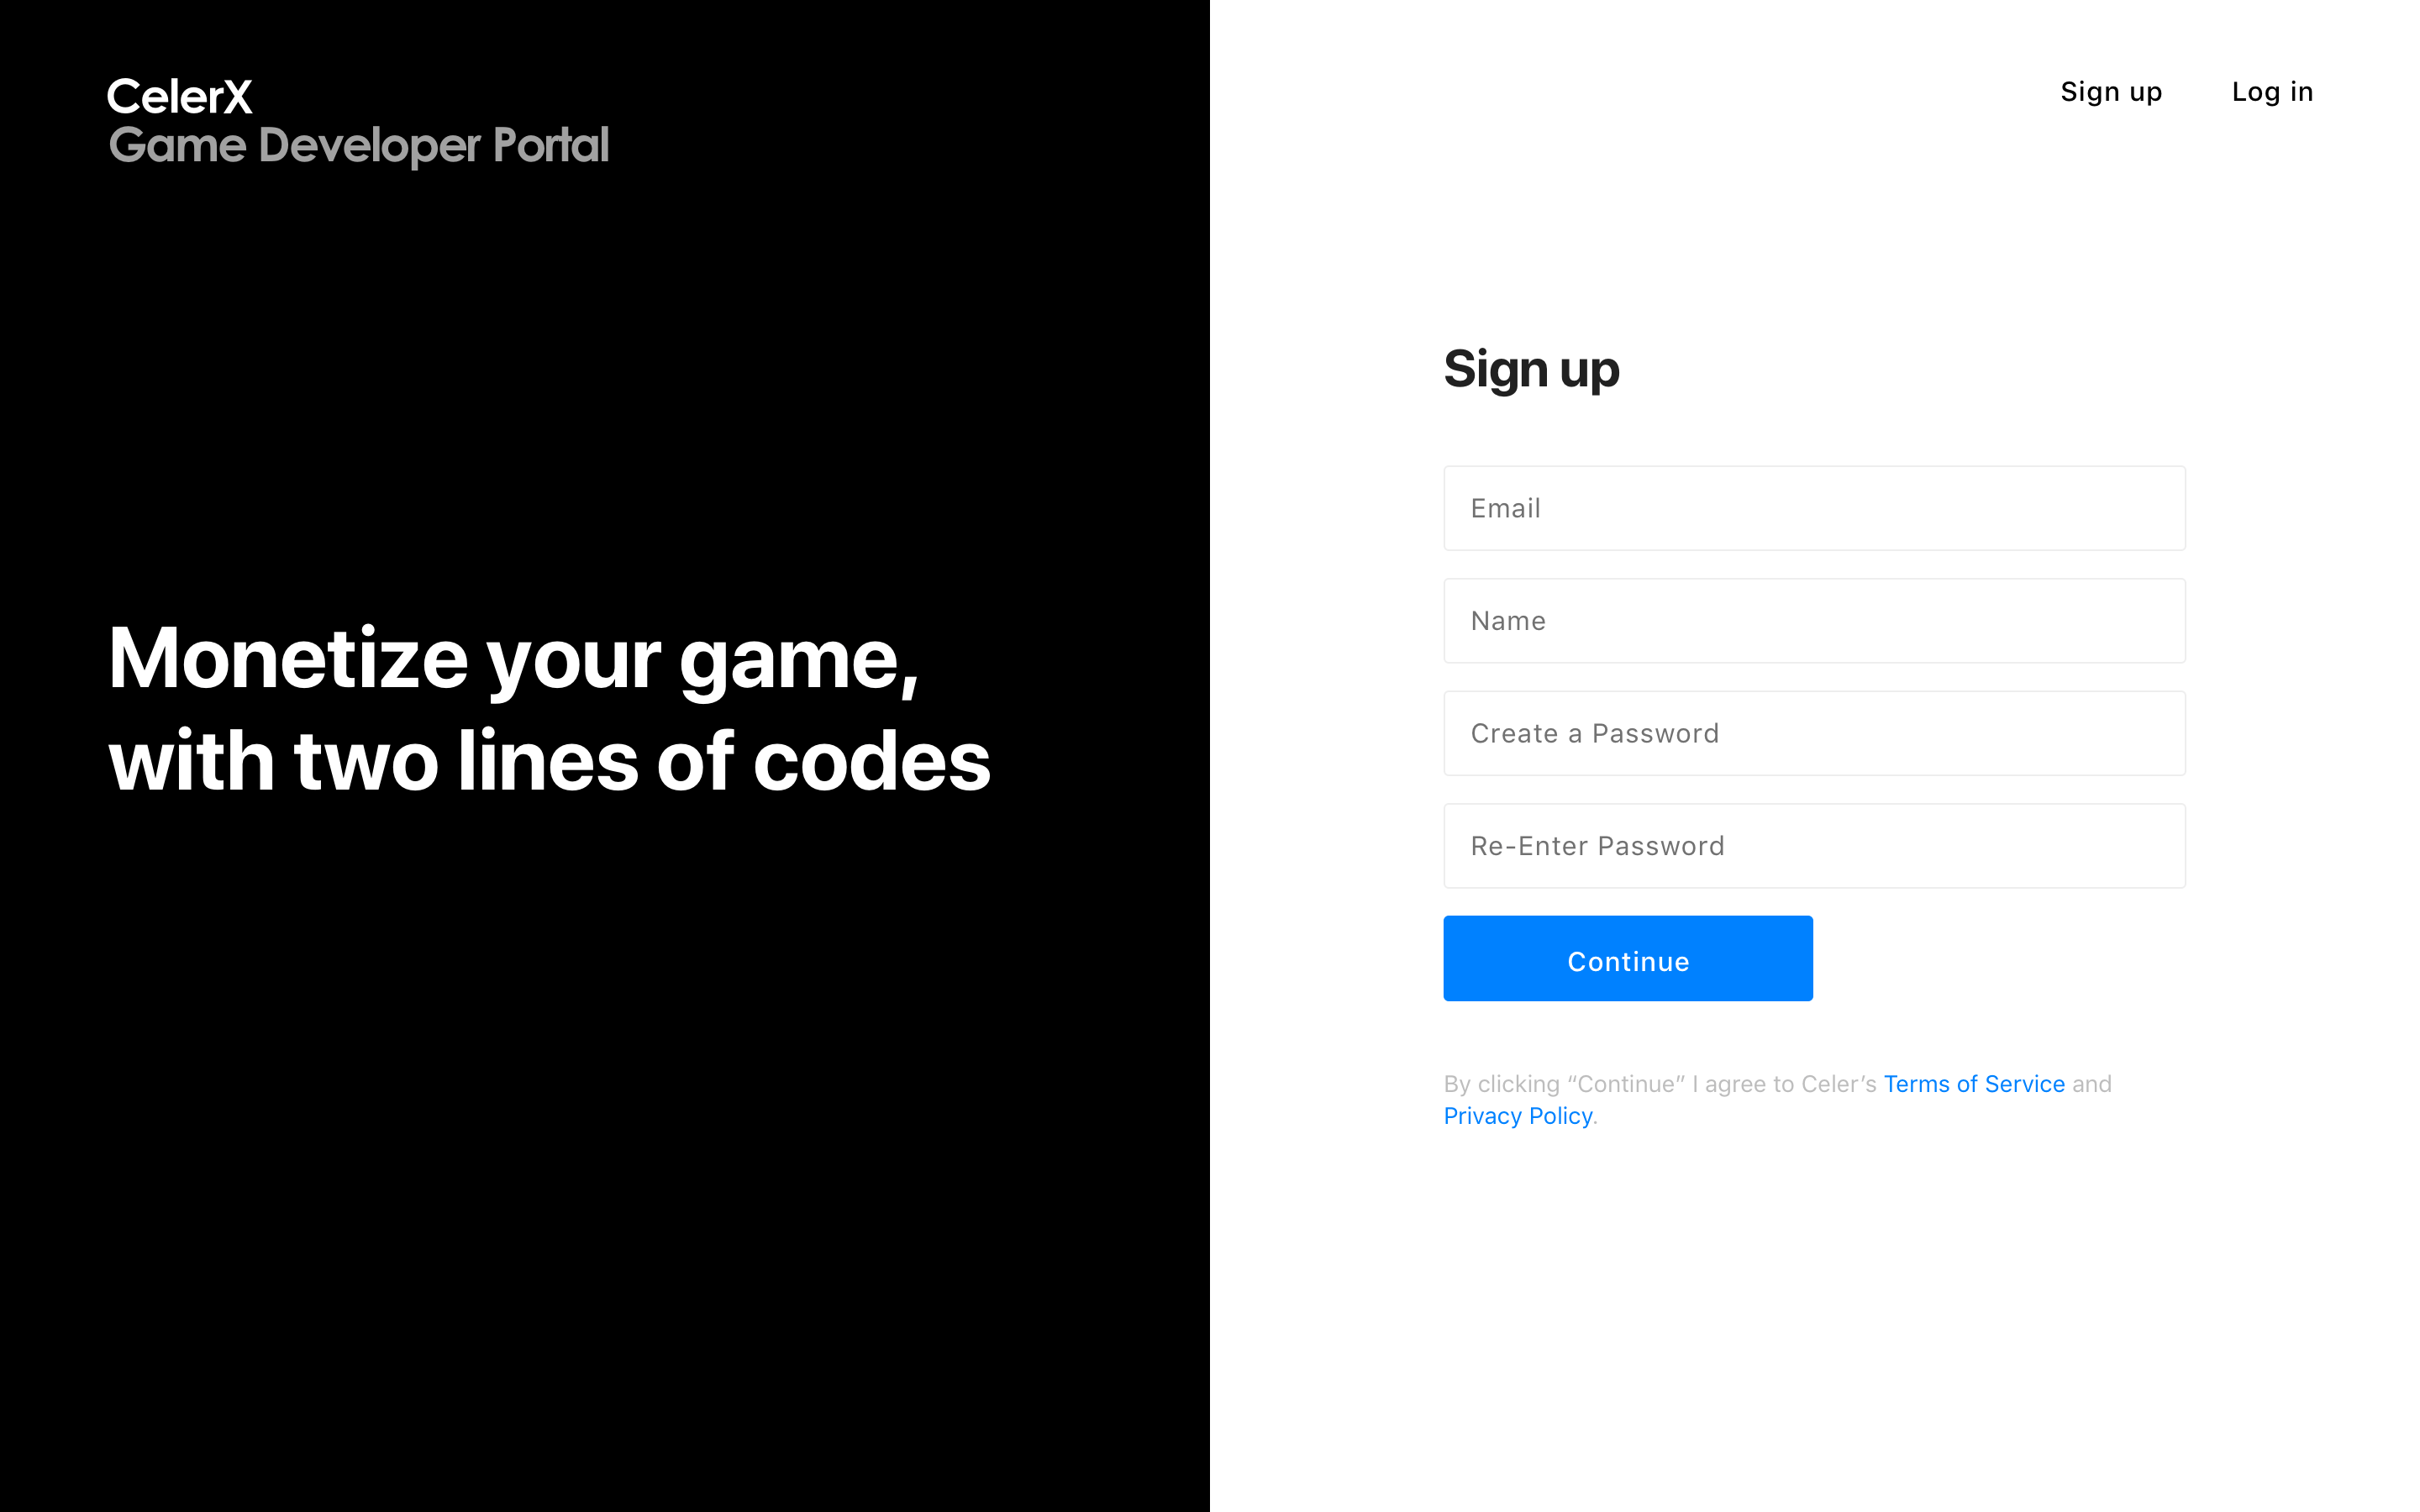 CelerX
Game Developer Portal
Monetize your game,
with two lines of codes
Sign up
Log in
Sign up
Email
Name
Create a Password
Re-Enter Password
Continue
By clicking “Continue” I agree to Celer’s Terms of Service and
Privacy Policy.